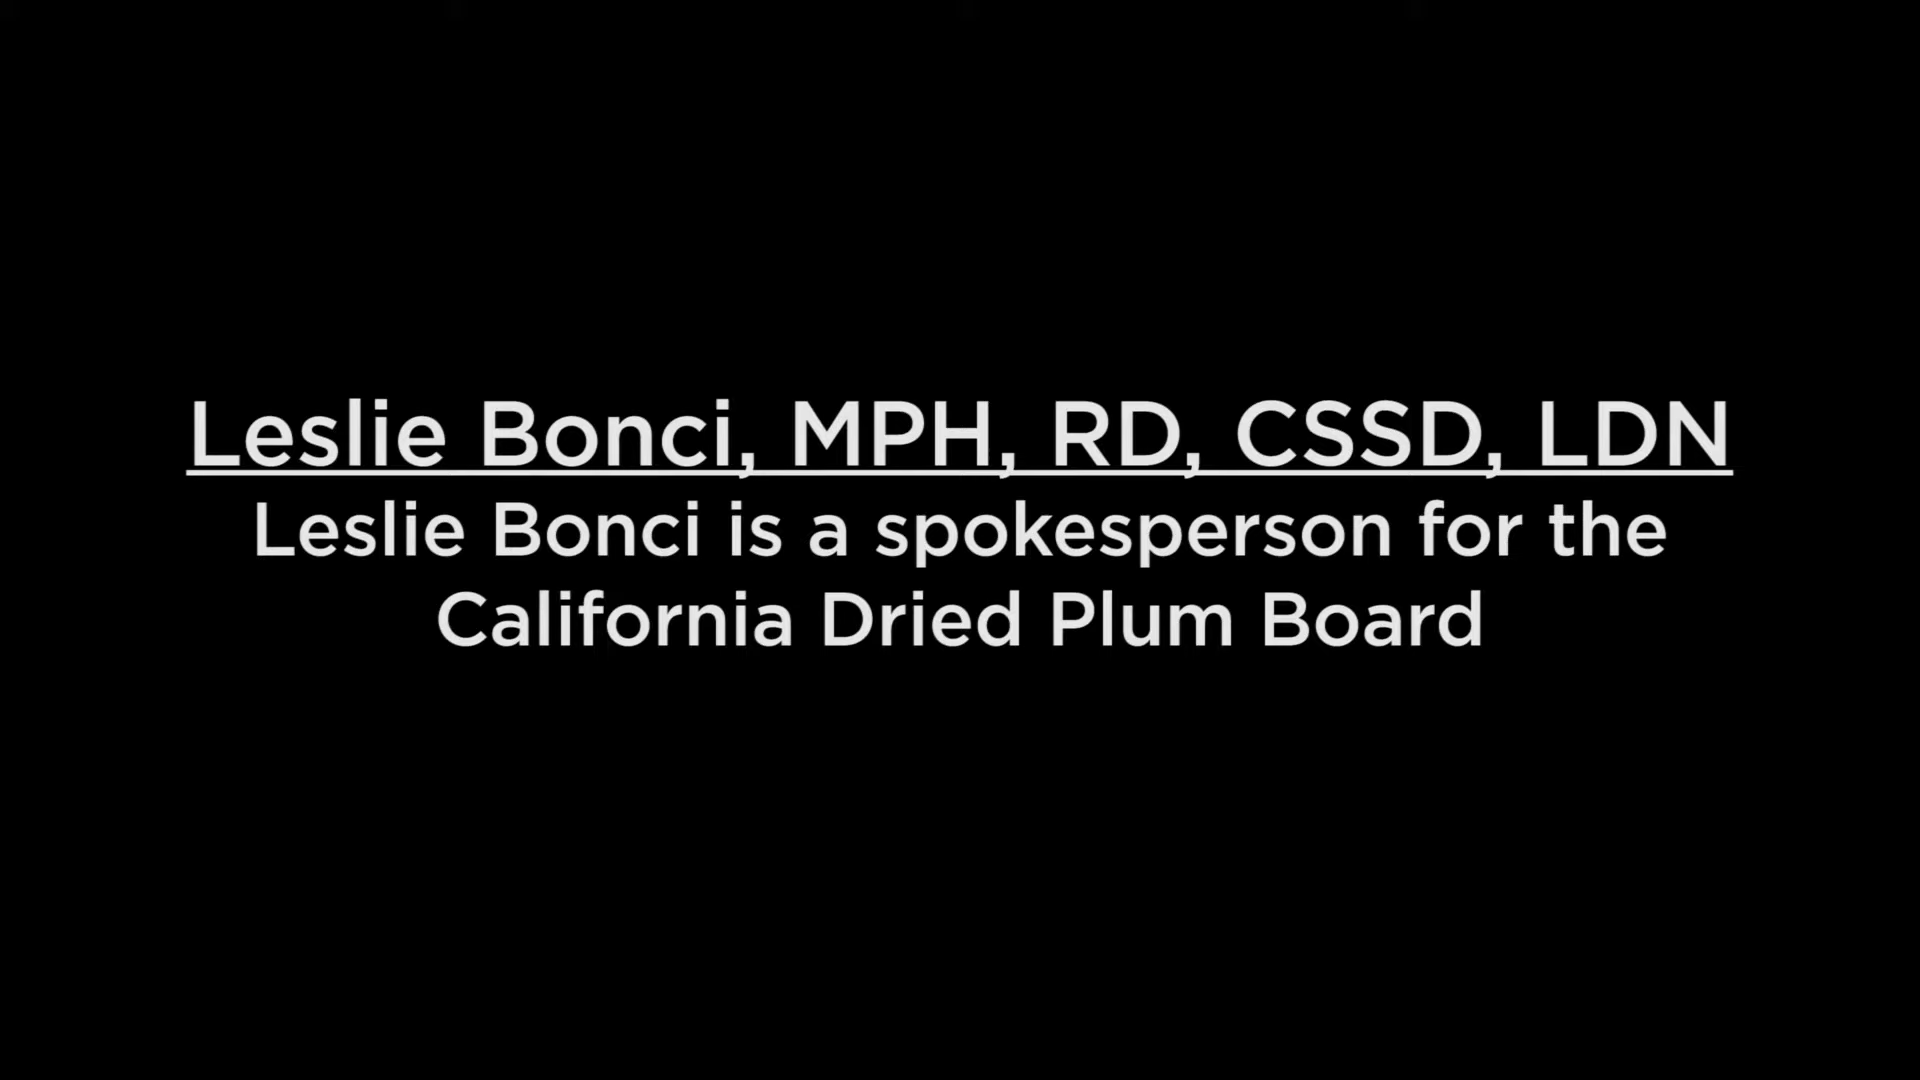 Leslie Bonci, MPH, RD, CSSD, LDN
Leslie Bonci is a spokesperson for the
California Dried Plum Board